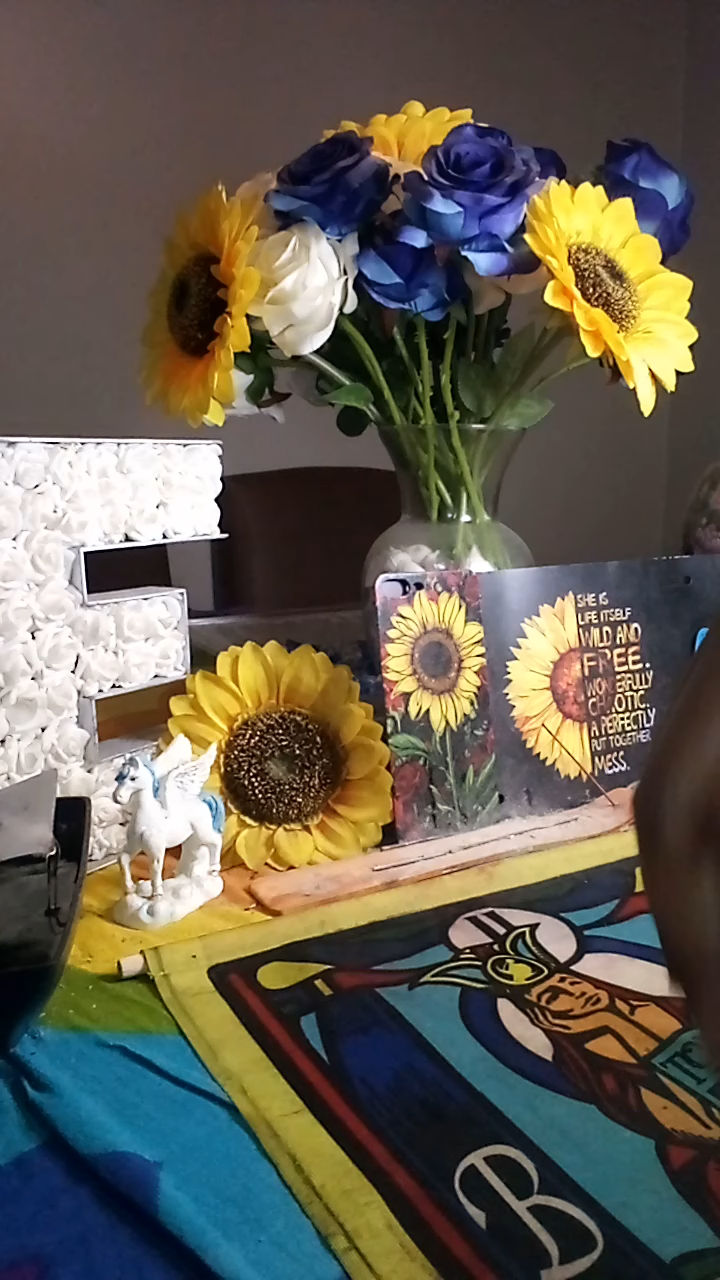 SHE IS
LIFE ITSELF
WILD AND
FREE.
WONDERFULLY
CHAOTIC.
A PERFECTLY
PUT TOGETHER
MESS.
E
B